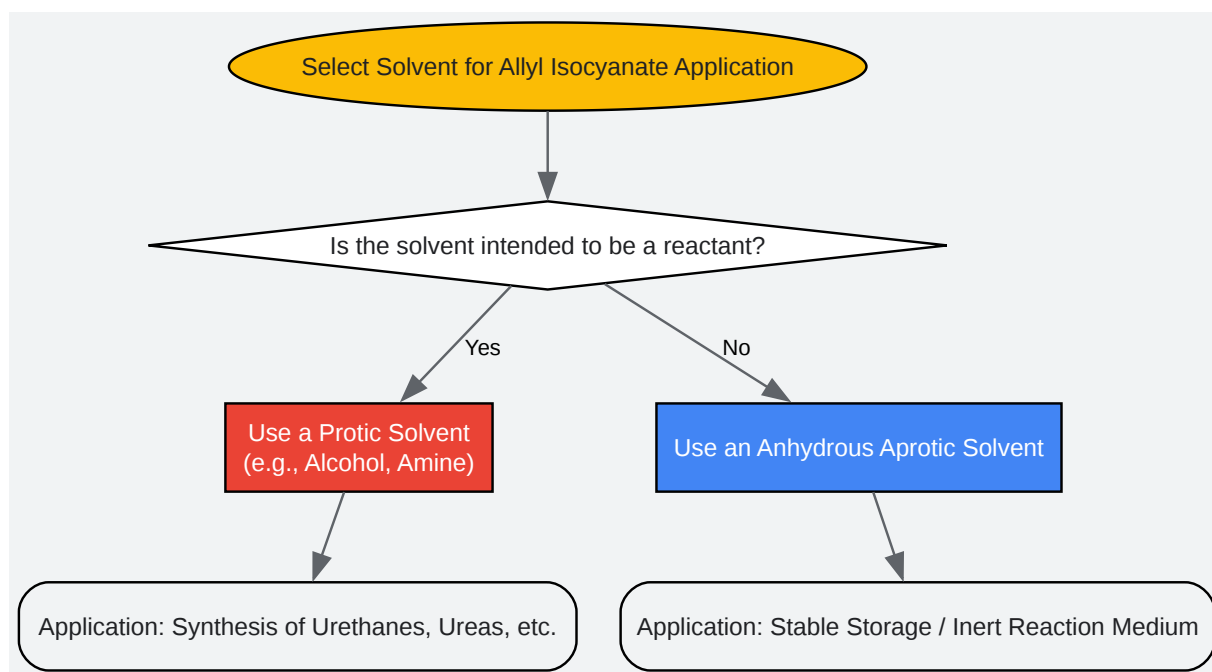 Select Solvent for Allyl Isocyanate Application
Is the solvent intended to be a reactant?
Yes
No
Use a Protic Solvent
(e.g., Alcohol, Amine)
Use an Anhydrous Aprotic Solvent
Application: Synthesis of Urethanes, Ureas, etc.
Application: Stable Storage / Inert Reaction Medium